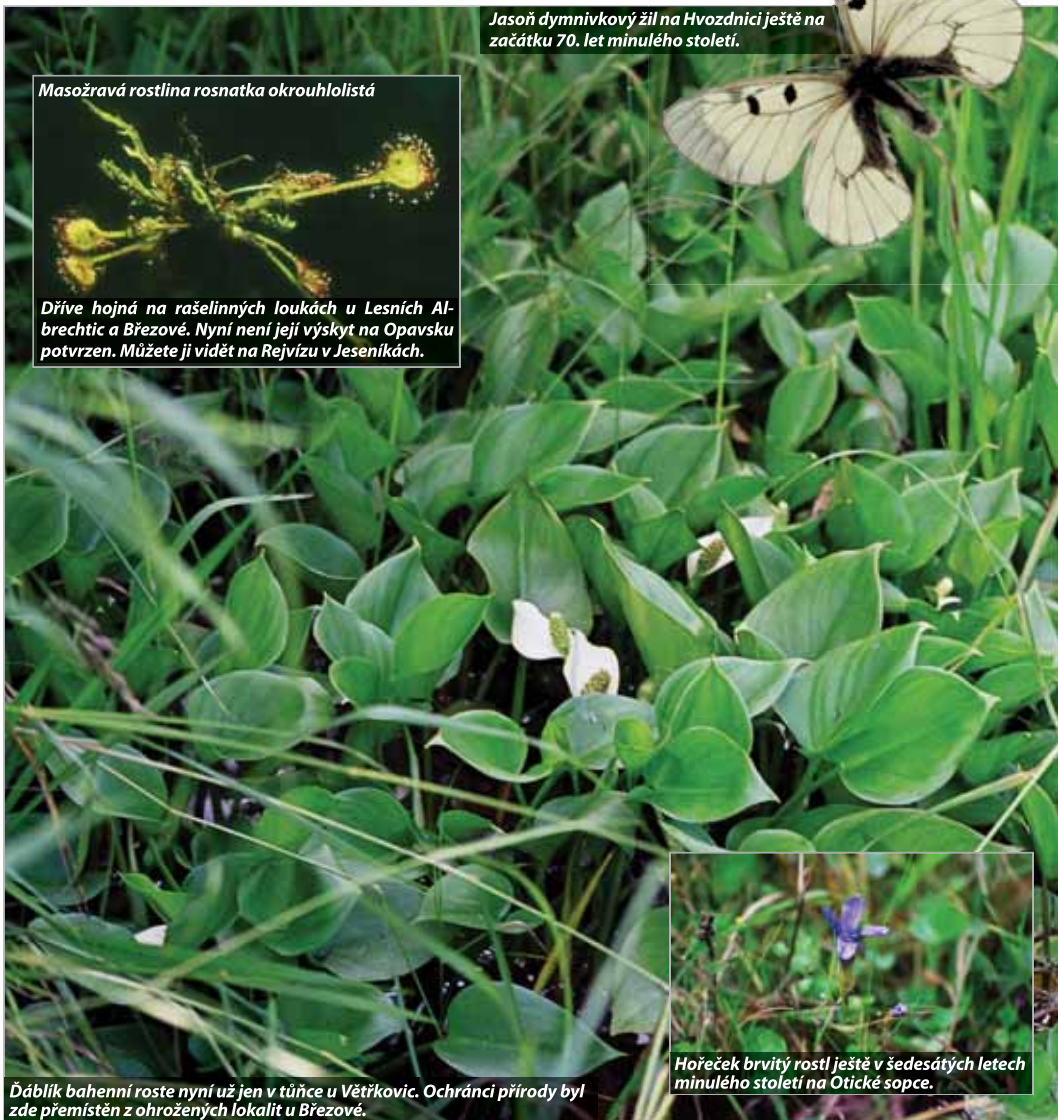 Jasoň dymnivkový žil na Hvozdnici ještě na
začátku 70. let minulého století.
Masožravá rostlina rosnatka okrouhlolistá
Dříve hojná na rašelinných loukách u Lesních Al-
brechtic a Březové. Nyní není její výskyt na Opavsku
potvrzen. Můžete ji vidět na Rejvízu v Jeseníkách.
Hořeček brvitý rostl ještě v šedesátých letech
minulého století na Otické sopce.
Ďáblík bahenní roste nyní už jen v tůňce u Větřkovic. Ochránci přírody byl
zde přemístěn z ohrožených lokalit u Březové.